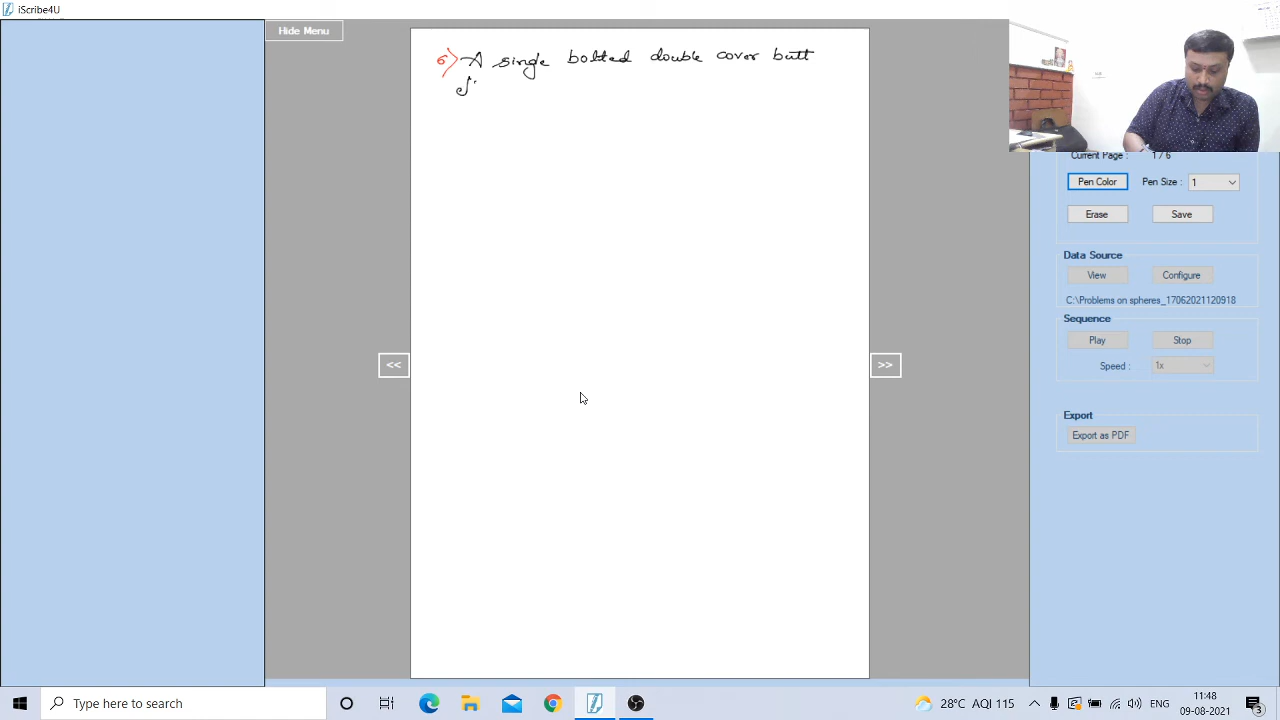 iScribe4U
Hide Menu
6) A single bolted double cover butt
Current Page : 1 / 6
Pen Color Pen Size : 1
Erase Save
Data Source
View Configure
C:\Problems on spheres_17062021120918
Sequence
Play Stop
Speed : 1x
Export
Export as PDF
<< >>
Type here to search
28°C AQI 115
11:48
09-08-2021
3